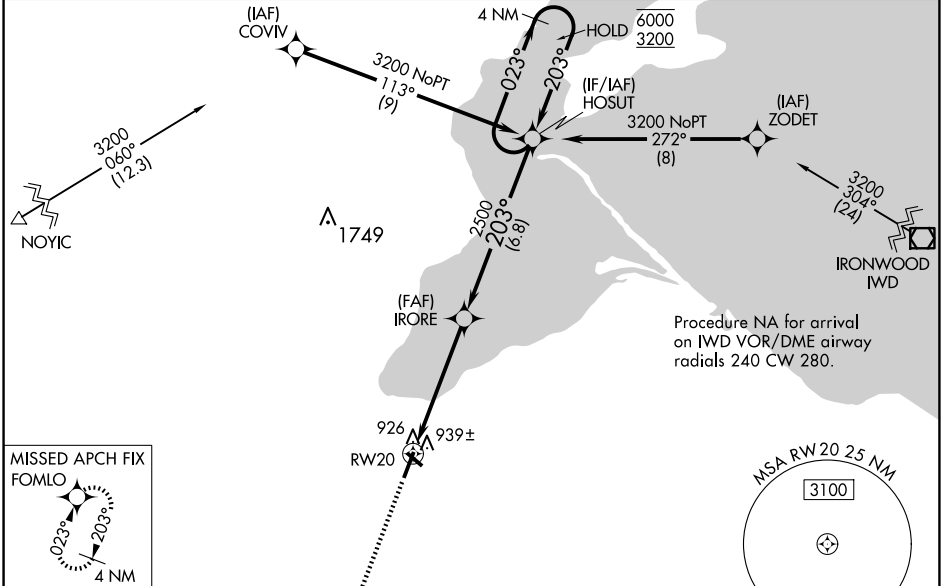 (IAF)
COVIV
4 NM
HOLD
6000
3200
023°
203°
3200 NoPT
113°
(9)
(IF/IAF)
HOSUT
3200 NoPT
272°
(8)
(IAF)
ZODET
3200
060°
(12.3)
NOYIC
1749
2500
203°
(6.8)
3200
304°
(24)
IRONWOOD
IWD
(FAF)
IRORE
Procedure NA for arrival
on IWD VOR/DME airway
radials 240 CW 280.
926
939±
RW20
MISSED APCH FIX
FOMLO
023°
203°
4 NM
MSA RW20 25 NM
3100